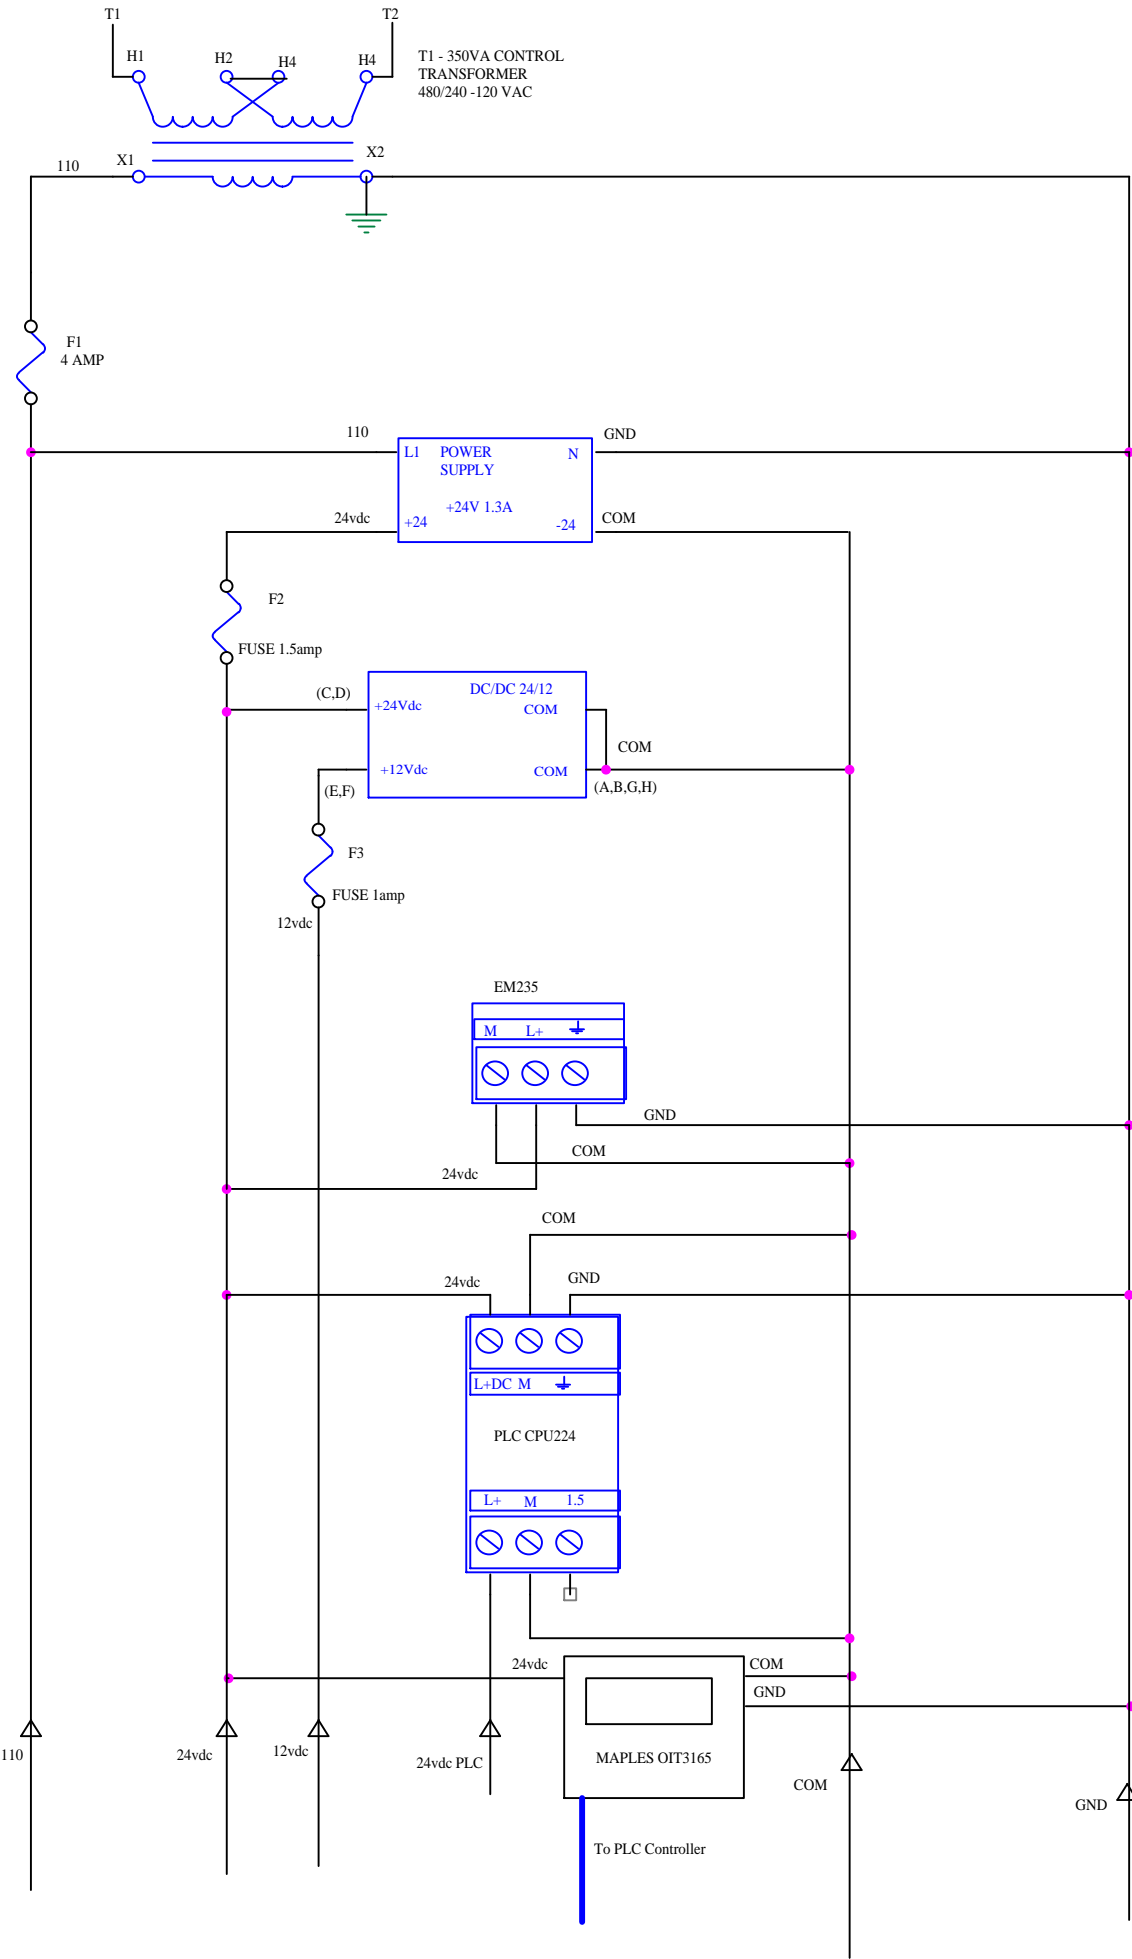 T1
T2
H1
H2
H4
H4
T1 - 350VA CONTROL
TRANSFORMER
480/240 -120 VAC
X1
X2
110
F1
4 AMP
110
L1
POWER
SUPPLY
N
GND
+24V 1.3A
24vdc
+24
-24
COM
F2
FUSE 1.5amp
(C,D)
DC/DC 24/12
+24Vdc
COM
COM
+12Vdc
COM
(E,F)
(A,B,G,H)
F3
FUSE 1amp
12vdc
EM235
M
L+
GND
COM
24vdc
COM
24vdc
GND
L+DC M
PLC CPU224
L+
M
1.5
24vdc
COM
GND
110
24vdc
12vdc
24vdc PLC
MAPLES OIT3165
COM
GND
To PLC Controller